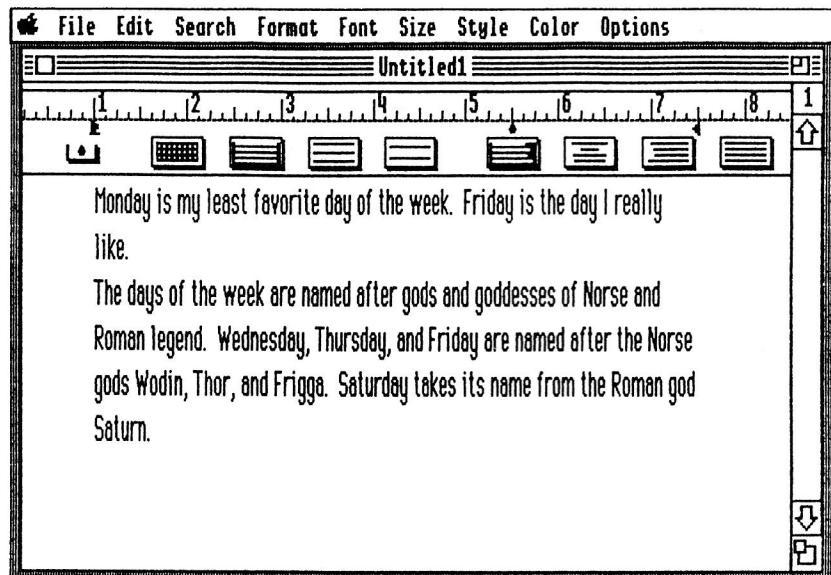 File Edit Search Format Font Size Style Color Options
Untitled1
1 2 3 4 5 6 7 8 1
Monday is my least favorite day of the week. Friday is the day I really
like.
The days of the week are named after gods and goddesses of Norse and
Roman legend. Wednesday, Thursday, and Friday are named after the Norse
gods Wodin, Thor, and Frigga. Saturday takes its name from the Roman god
Saturn.